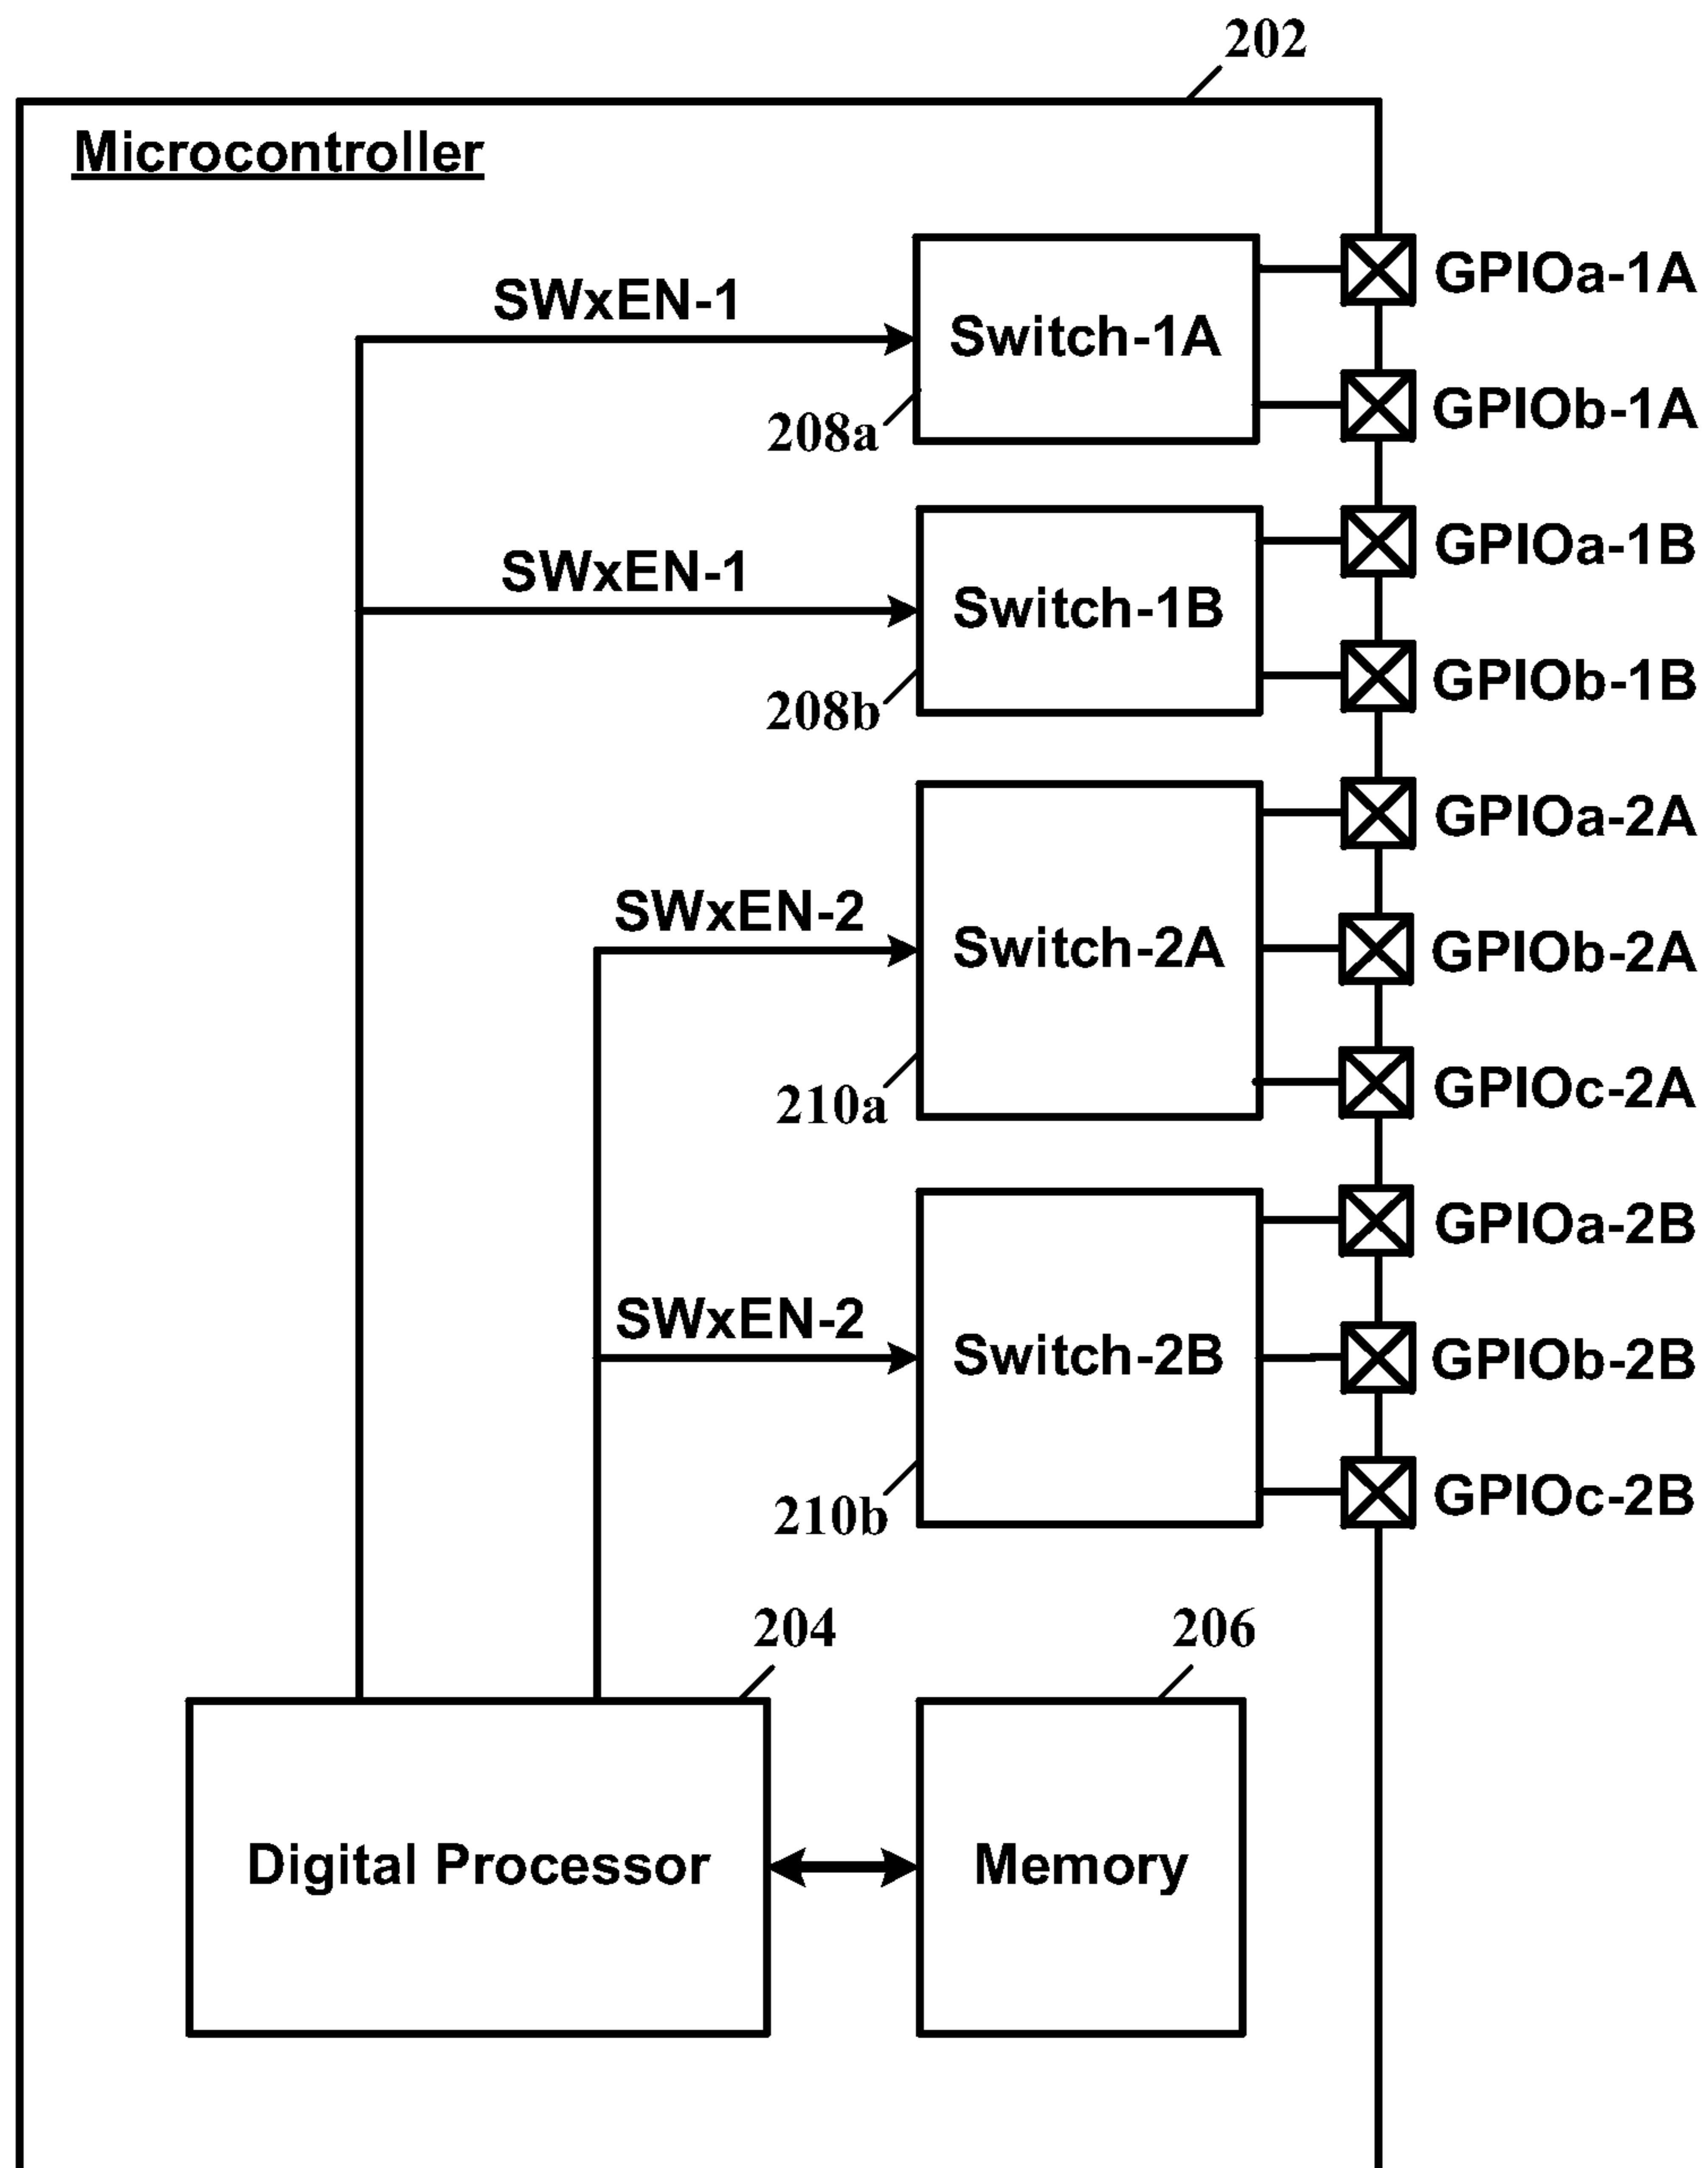 202
Microcontroller
GPIOa-1A
SWxEN-1
Switch-1A
GPIOb-1A
208a
GPIOa-1B
SWxEN-1
Switch-1B
GPIOb-1B
208b
GPIOa-2A
SWxEN-2
Switch-2A
GPIOb-2A
210a
GPIOc-2A
GPIOa-2B
SWxEN-2
Switch-2B
GPIOb-2B
210b
GPIOc-2B
204
206
Digital Processor
Memory